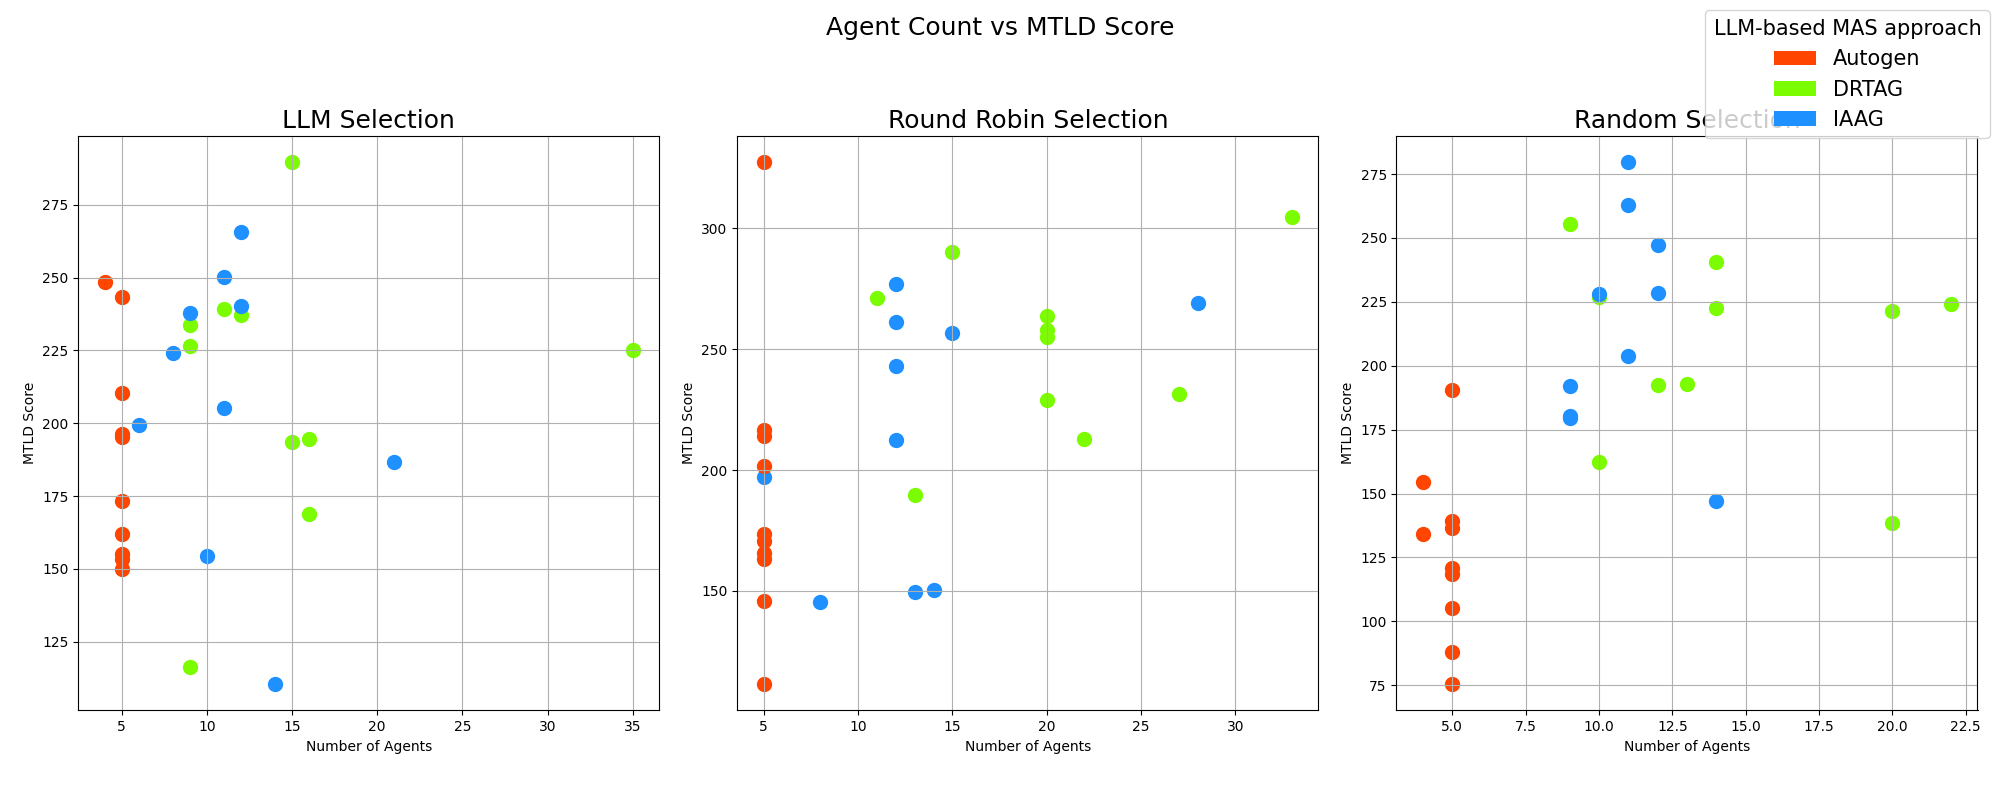 Agent Count vs MTLD Score
LLM-based MAS approach
Autogen
DRTAG
IAAG
LLM Selection
MTLD Score
275
250
225
200
175
150
125
5 10 15 20 25 30 35
Number of Agents
Round Robin Selection
MTLD Score
300
250
200
150
5 10 15 20 25 30
Number of Agents
Random Selection
MTLD Score
275
250
225
200
175
150
125
100
75
5.0 7.5 10.0 12.5 15.0 17.5 20.0 22.5
Number of Agents